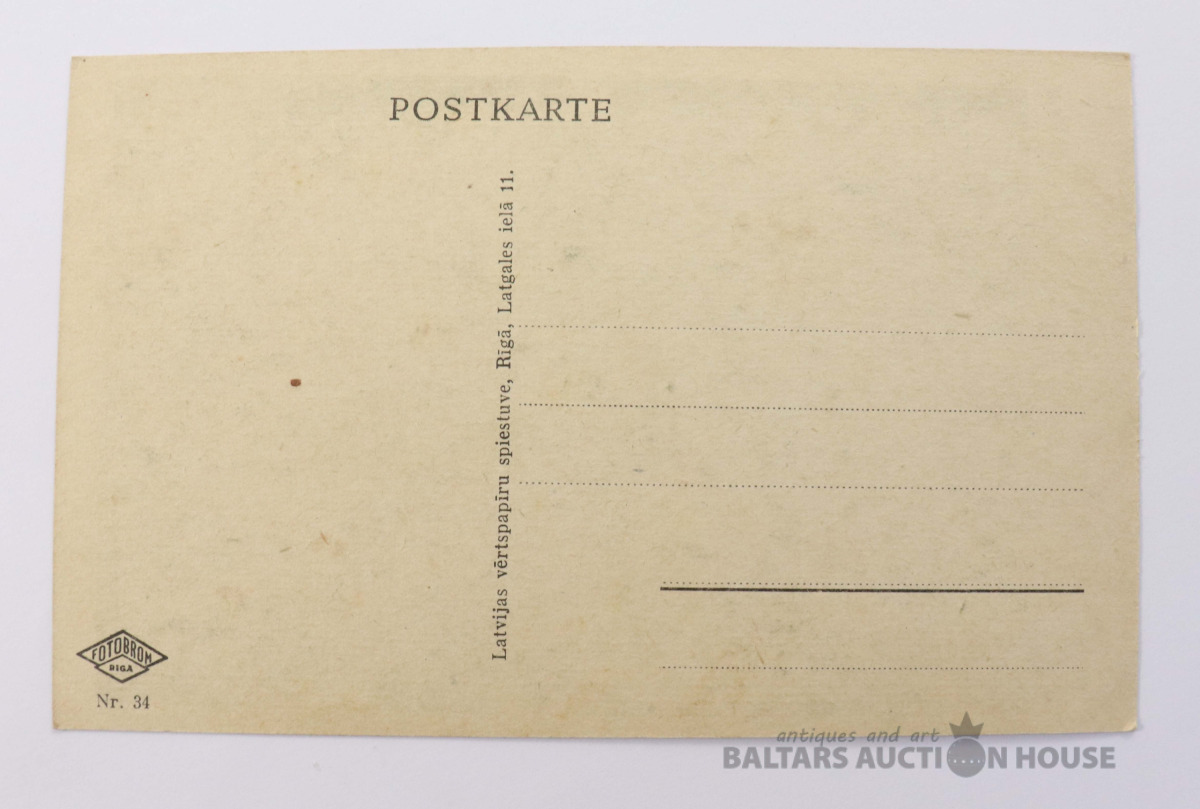 POSTKARTE
Latvijas vērtspapīru spiestuve, Rīgā, Latgales ielā 11.
FOTOBROM
RIGA
Nr. 34
antiques and art
BALTARS AUCTION HOUSE